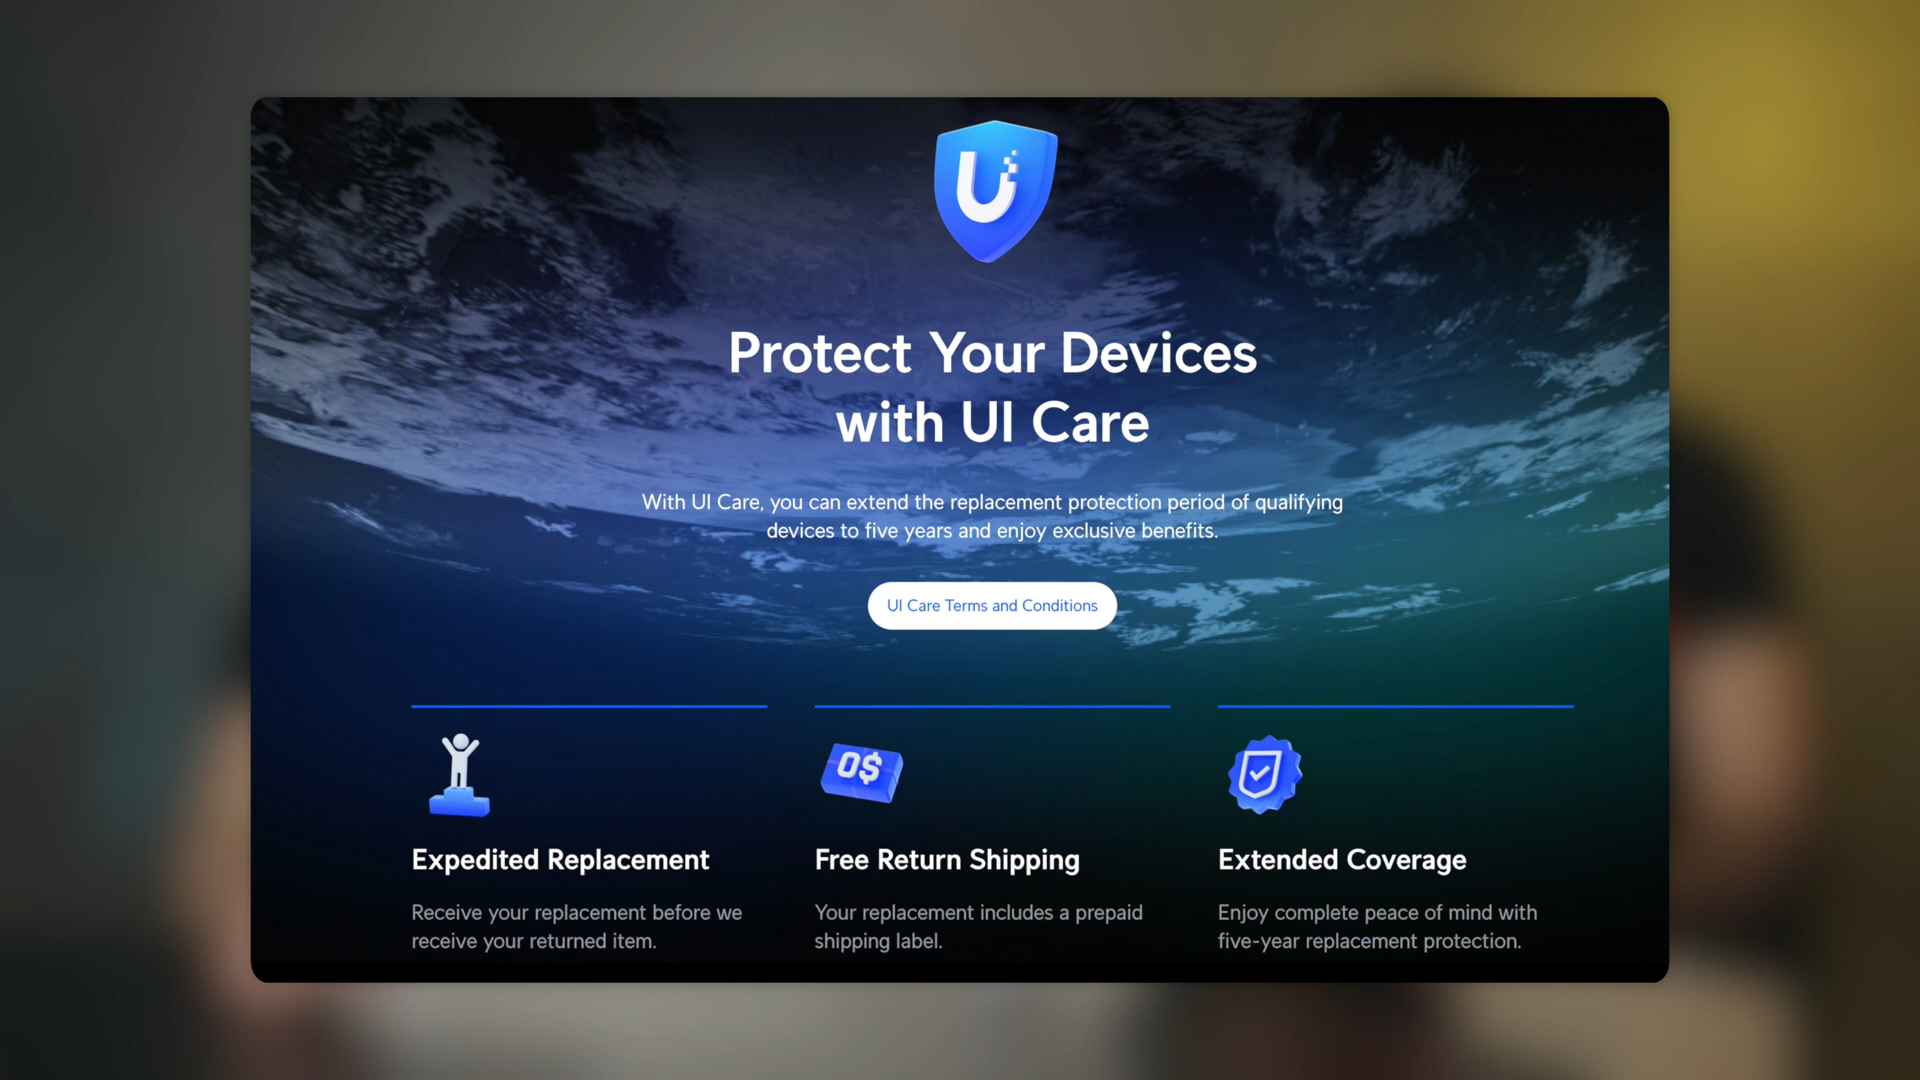 U
Protect Your Devices
with UI Care
With UI Care, you can extend the replacement protection period of qualifying
devices to five years and enjoy exclusive benefits.
UI Care Terms and Conditions
0$
Expedited Replacement
Receive your replacement before we
receive your returned item.
Free Return Shipping
Your replacement includes a prepaid
shipping label.
Extended Coverage
Enjoy complete peace of mind with
five-year replacement protection.